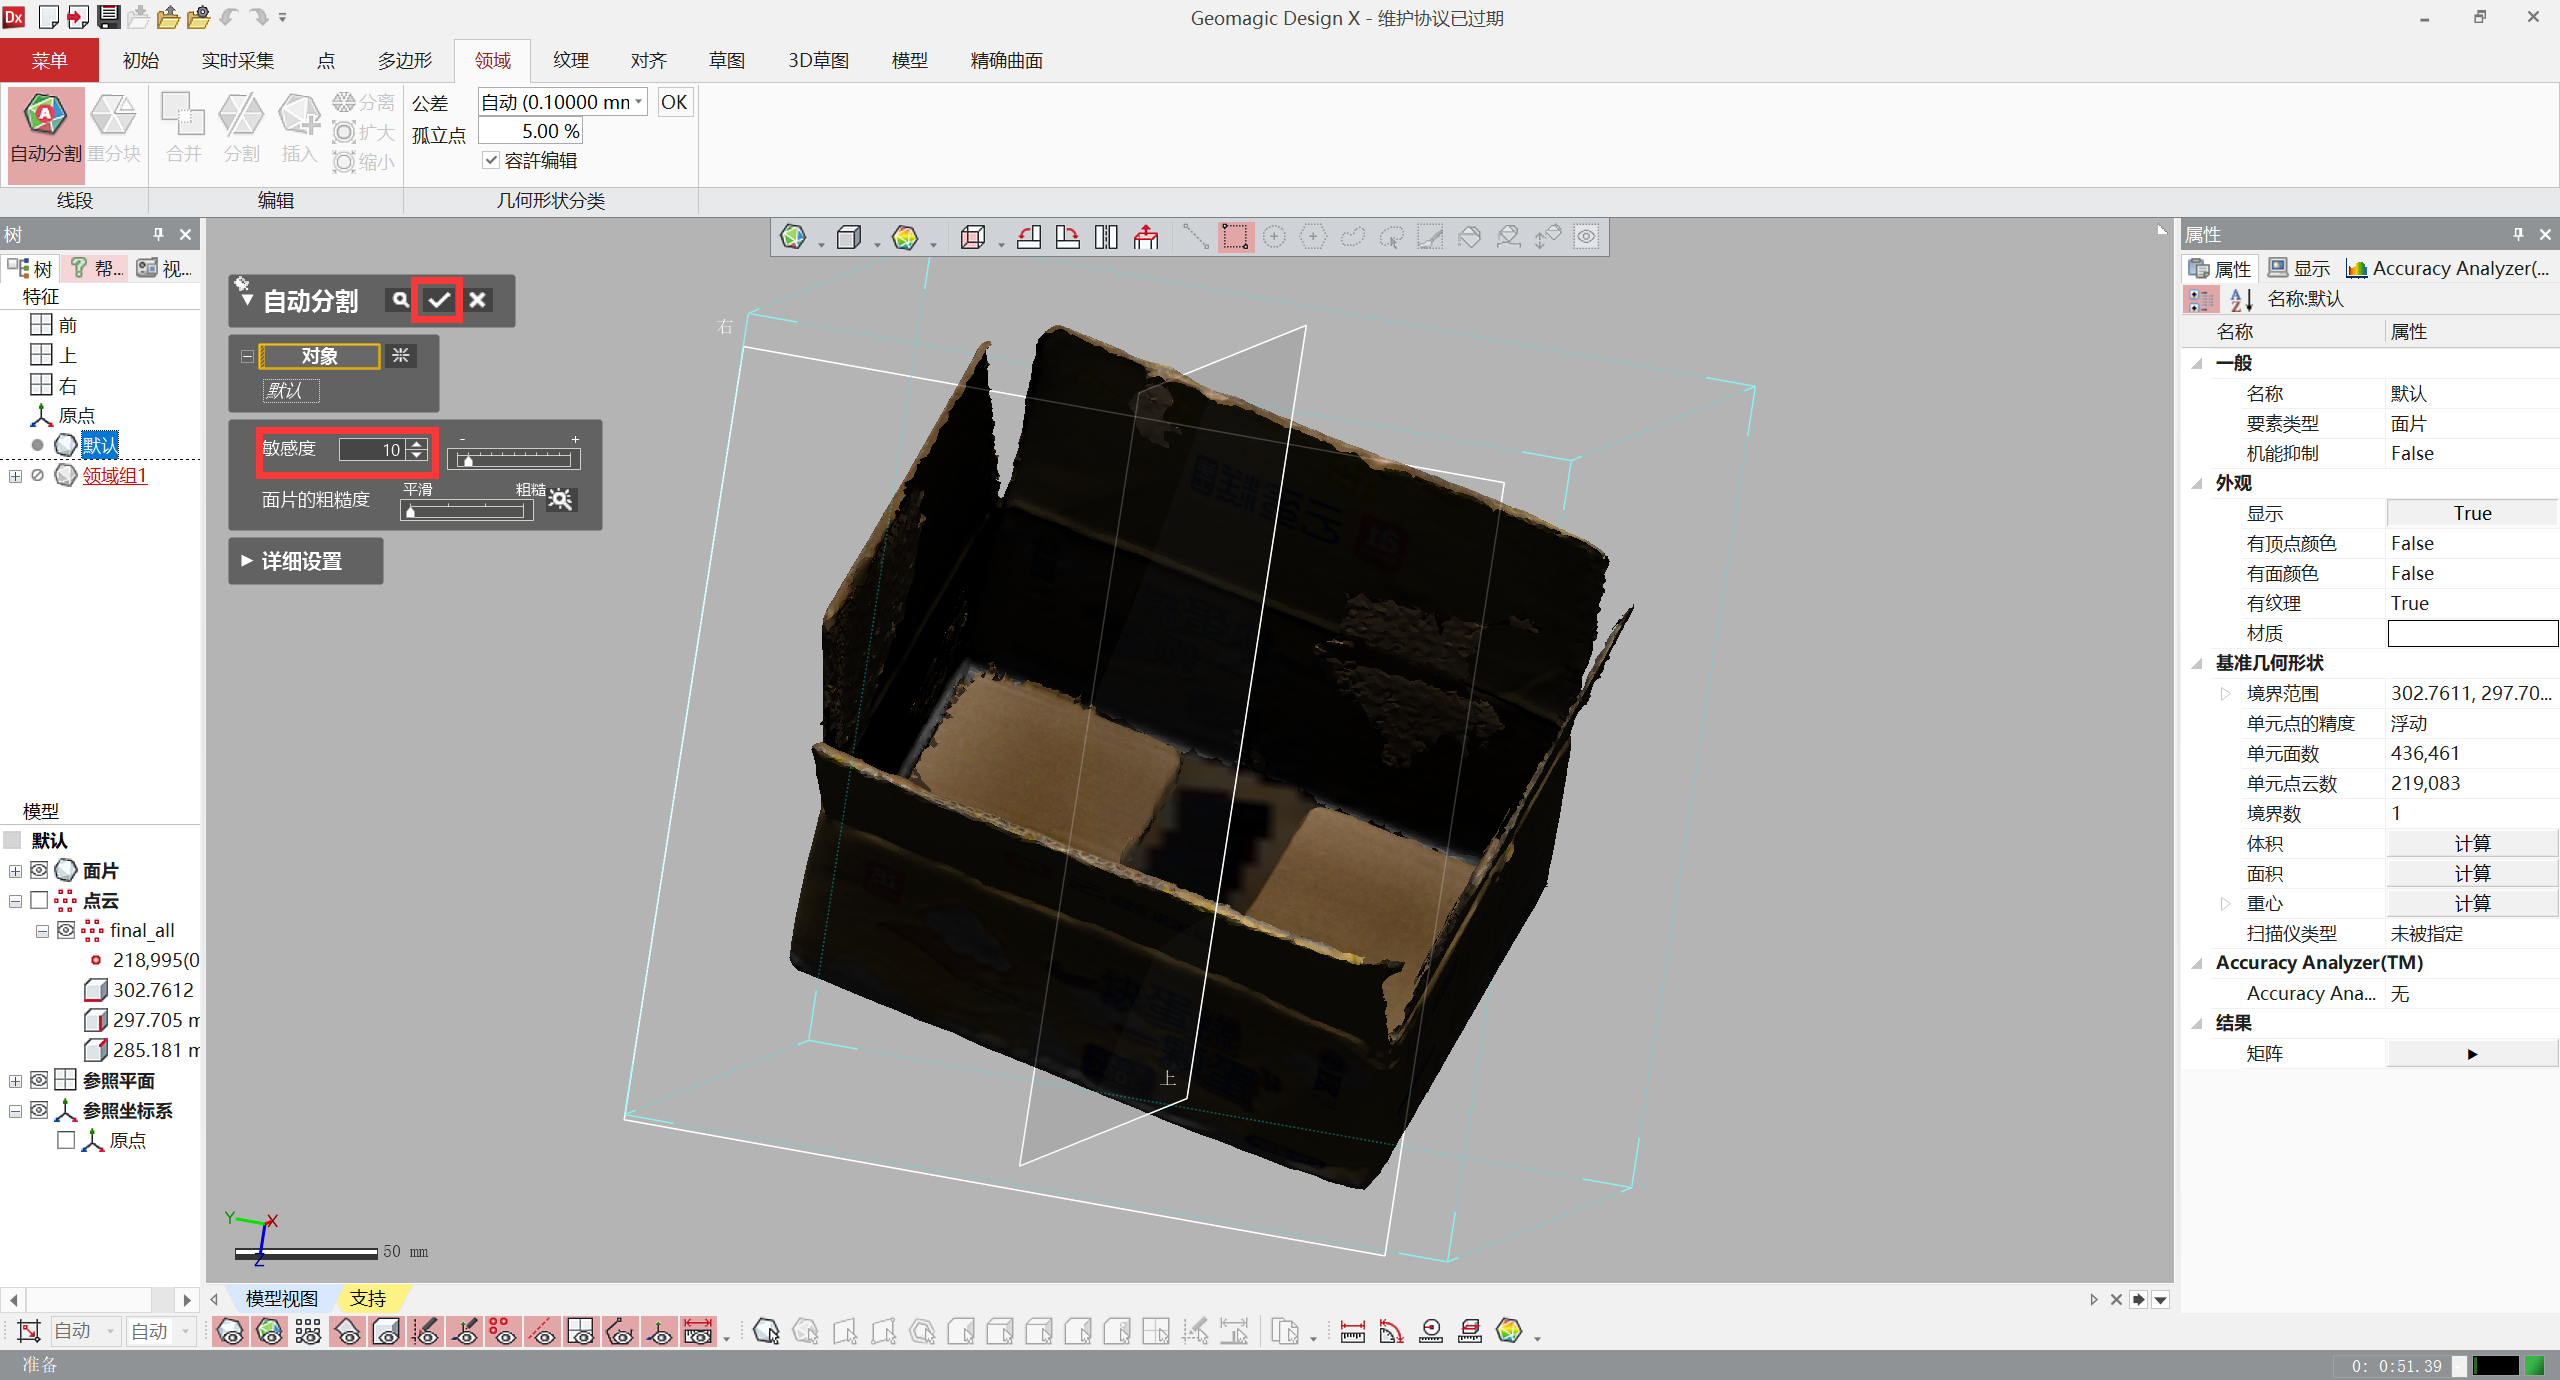 Dx
Geomagic Design X - 维护协议已过期
菜单 初始 实时采集 点 多边形 领域 纹理 对齐 草图 3D草图 模型 精确曲面
自动分割 重分块 合并 分割 插入 分离 扩大 缩小
公差 自动 (0.10000 mn OK
孤立点 5.00 %
容許编辑
线段 编辑 几何形状分类
树
树 帮... 视...
特征
前
上
右
原点
默认
领域组1
模型
默认
面片
点云
final_all
218,995(0
302.7612
297.705 m
285.181 m
参照平面
参照坐标系
原点
自动分割
对象
默认
敏感度 10 - +
面片的粗糙度 平滑 粗糙
详细设置
右
上
16
Y X
Z
50 mm
模型视图 支持
自动 自动
准备
0: 0:51.39
属性
属性 显示 Accuracy Analyzer(...
名称:默认
名称 属性
一般
名称 默认
要素类型 面片
机能抑制 False
外观
显示 True
有顶点颜色 False
有面颜色 False
有纹理 True
材质
基准几何形状
境界范围 302.7611, 297.70...
单元点的精度 浮动
单元面数 436,461
单元点云数 219,083
境界数 1
体积 计算
面积 计算
重心 计算
扫描仪类型 未被指定
Accuracy Analyzer(TM)
Accuracy Ana... 无
结果
矩阵